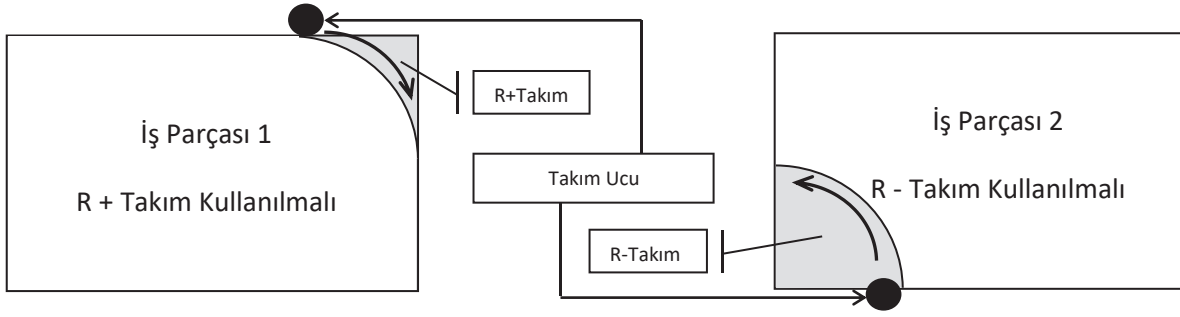 İş Parçası 1
R + Takım Kullanılmalı
R+Takım
Takım Ucu
R-Takım
İş Parçası 2
R - Takım Kullanılmalı